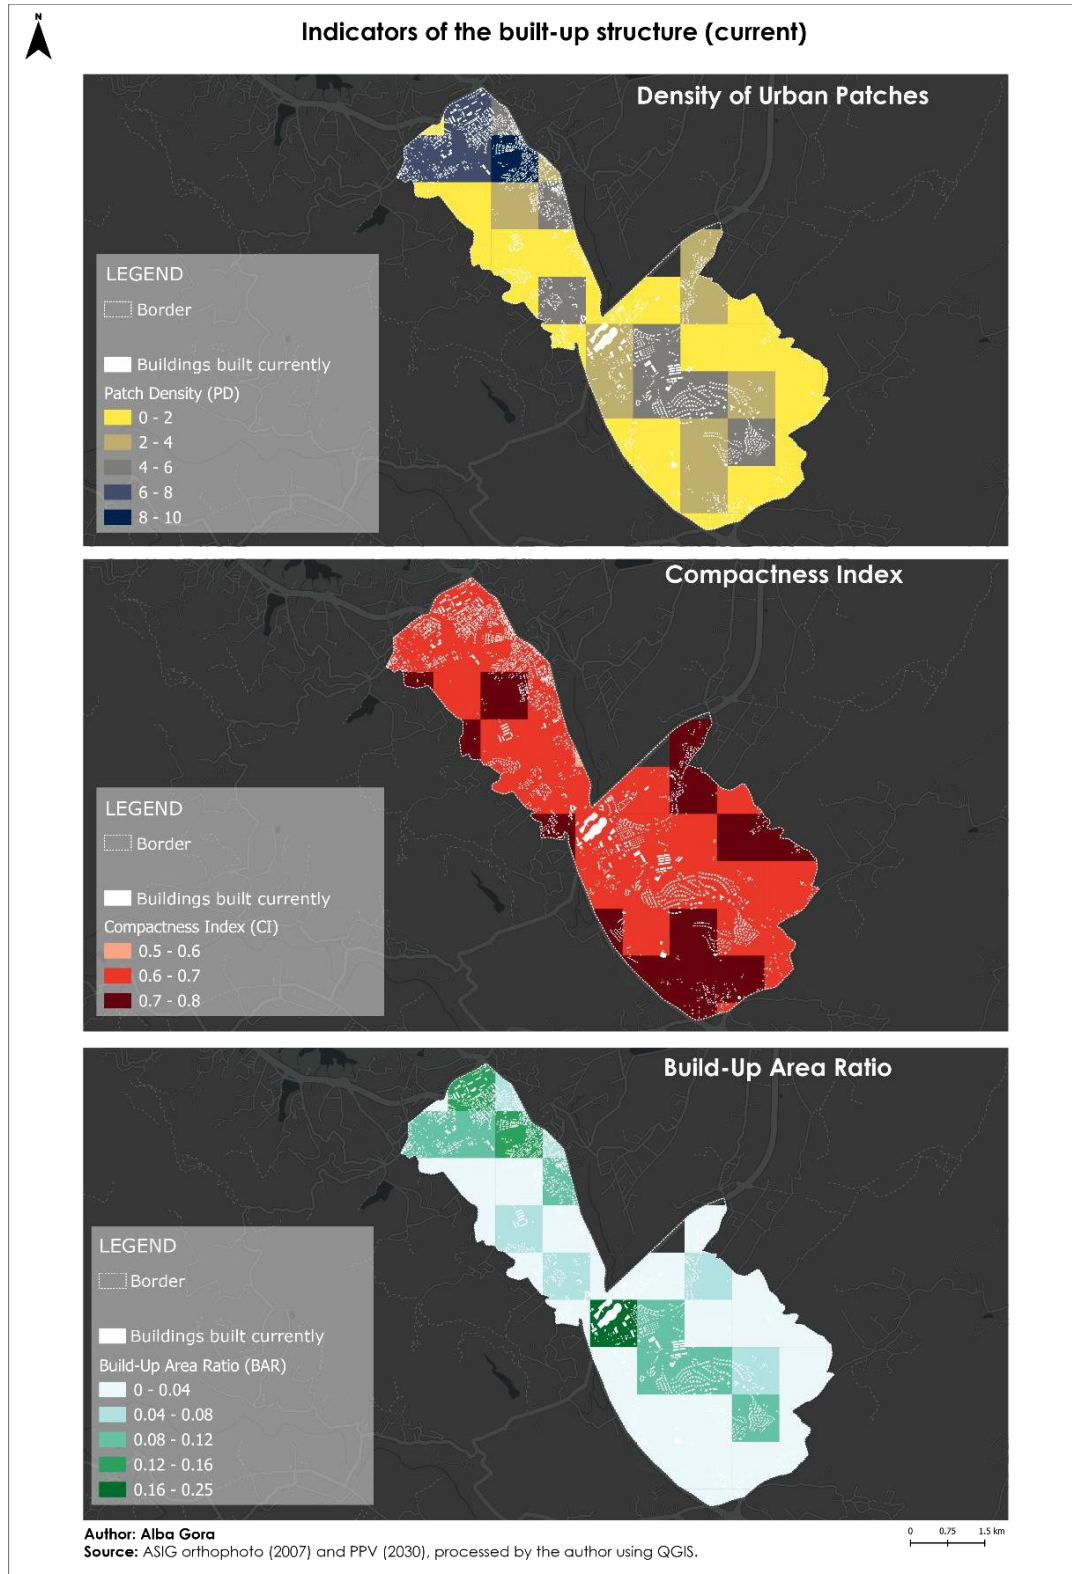 N
Indicators of the built-up structure (current)
Density of Urban Patches
LEGEND
Border
Buildings built currently
Patch Density (PD)
0 - 2
2 - 4
4 - 6
6 - 8
8 - 10
Compactness Index
LEGEND
Border
Buildings built currently
Compactness Index (CI)
0.5 - 0.6
0.6 - 0.7
0.7 - 0.8
Build-Up Area Ratio
LEGEND
Border
Buildings built currently
Build-Up Area Ratio (BAR)
0 - 0.04
0.04 - 0.08
0.08 - 0.12
0.12 - 0.16
0.16 - 0.25
Author: Alba Gora
Source: ASIG orthophoto (2007) and PPV (2030), processed by the author using QGIS.
0 0.75 1.5 km